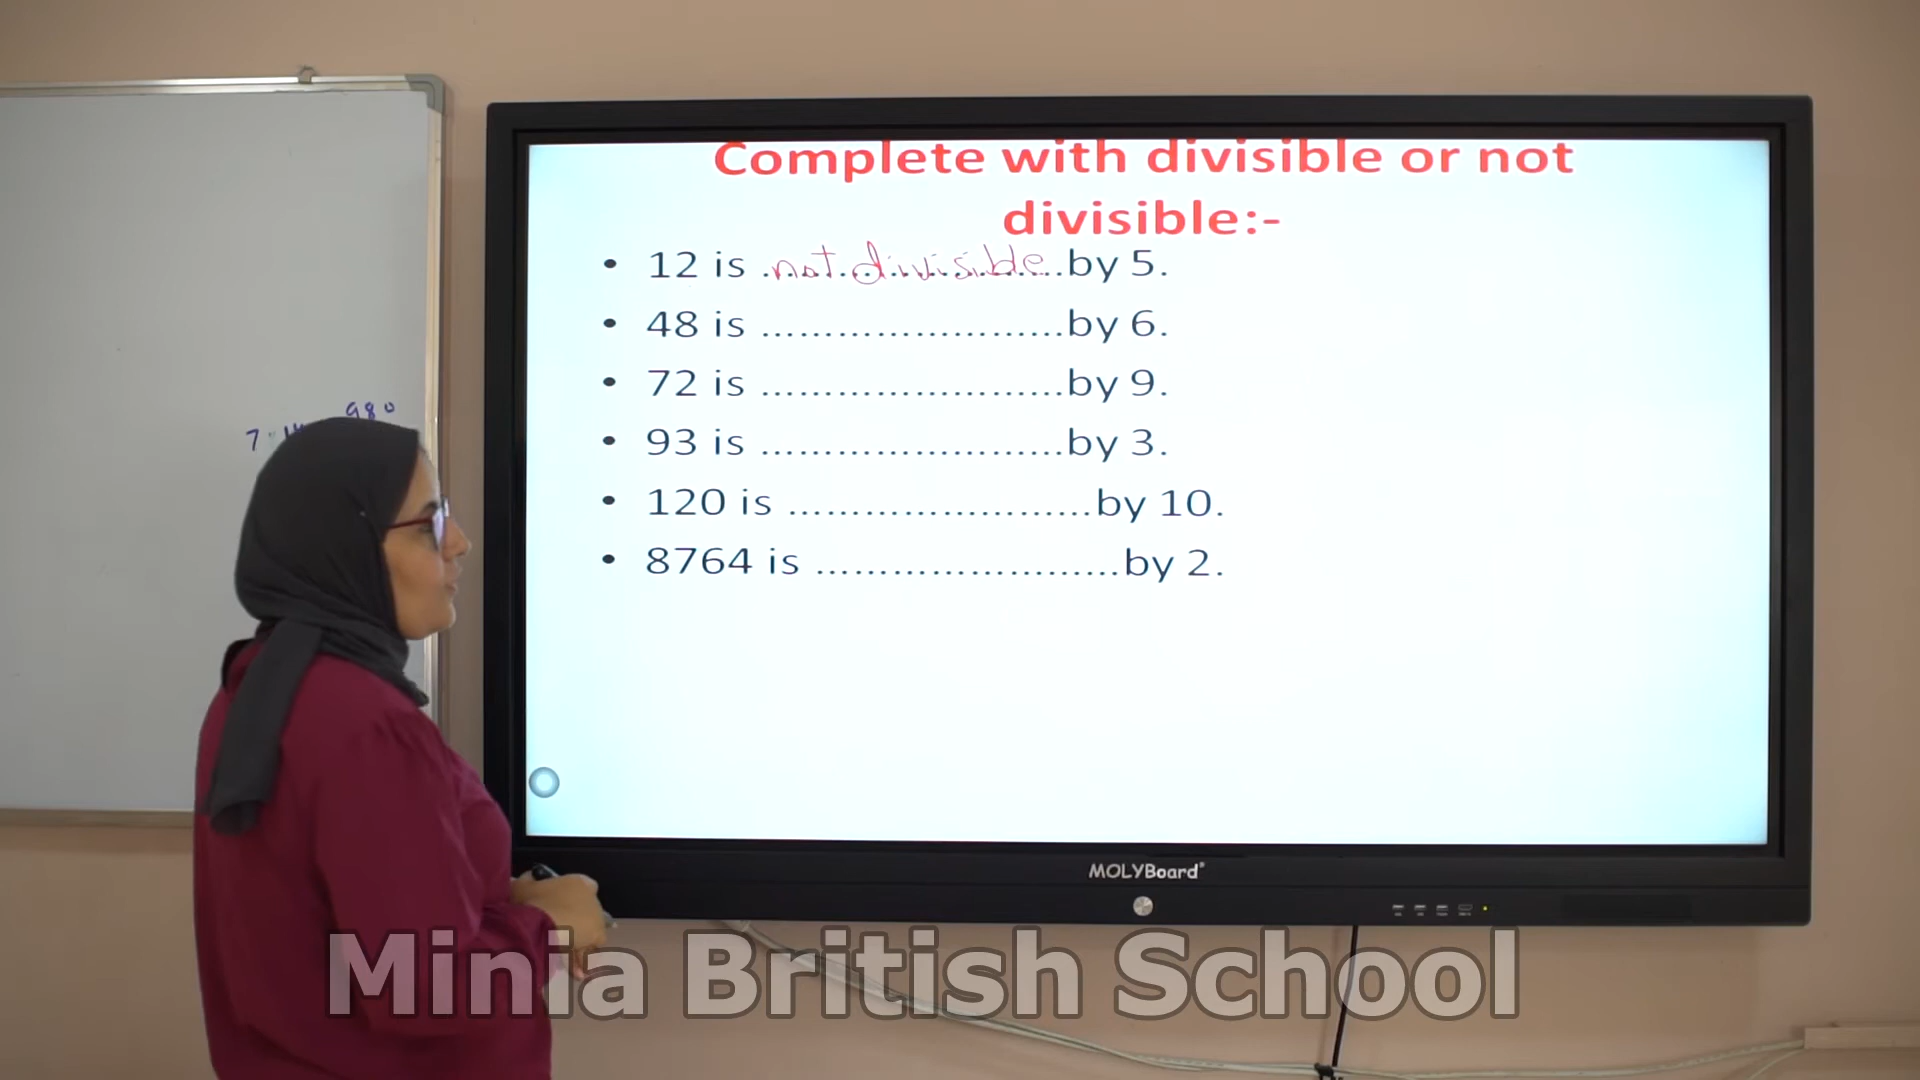 Complete with divisible or not
divisible:-
• 12 is ..not divisible..by 5.
• 48 is ........................by 6.
• 72 is ........................by 9.
• 93 is ........................by 3.
• 120 is ........................by 10.
• 8764 is ........................by 2.
980
7
MOLYBoard
Minia British School